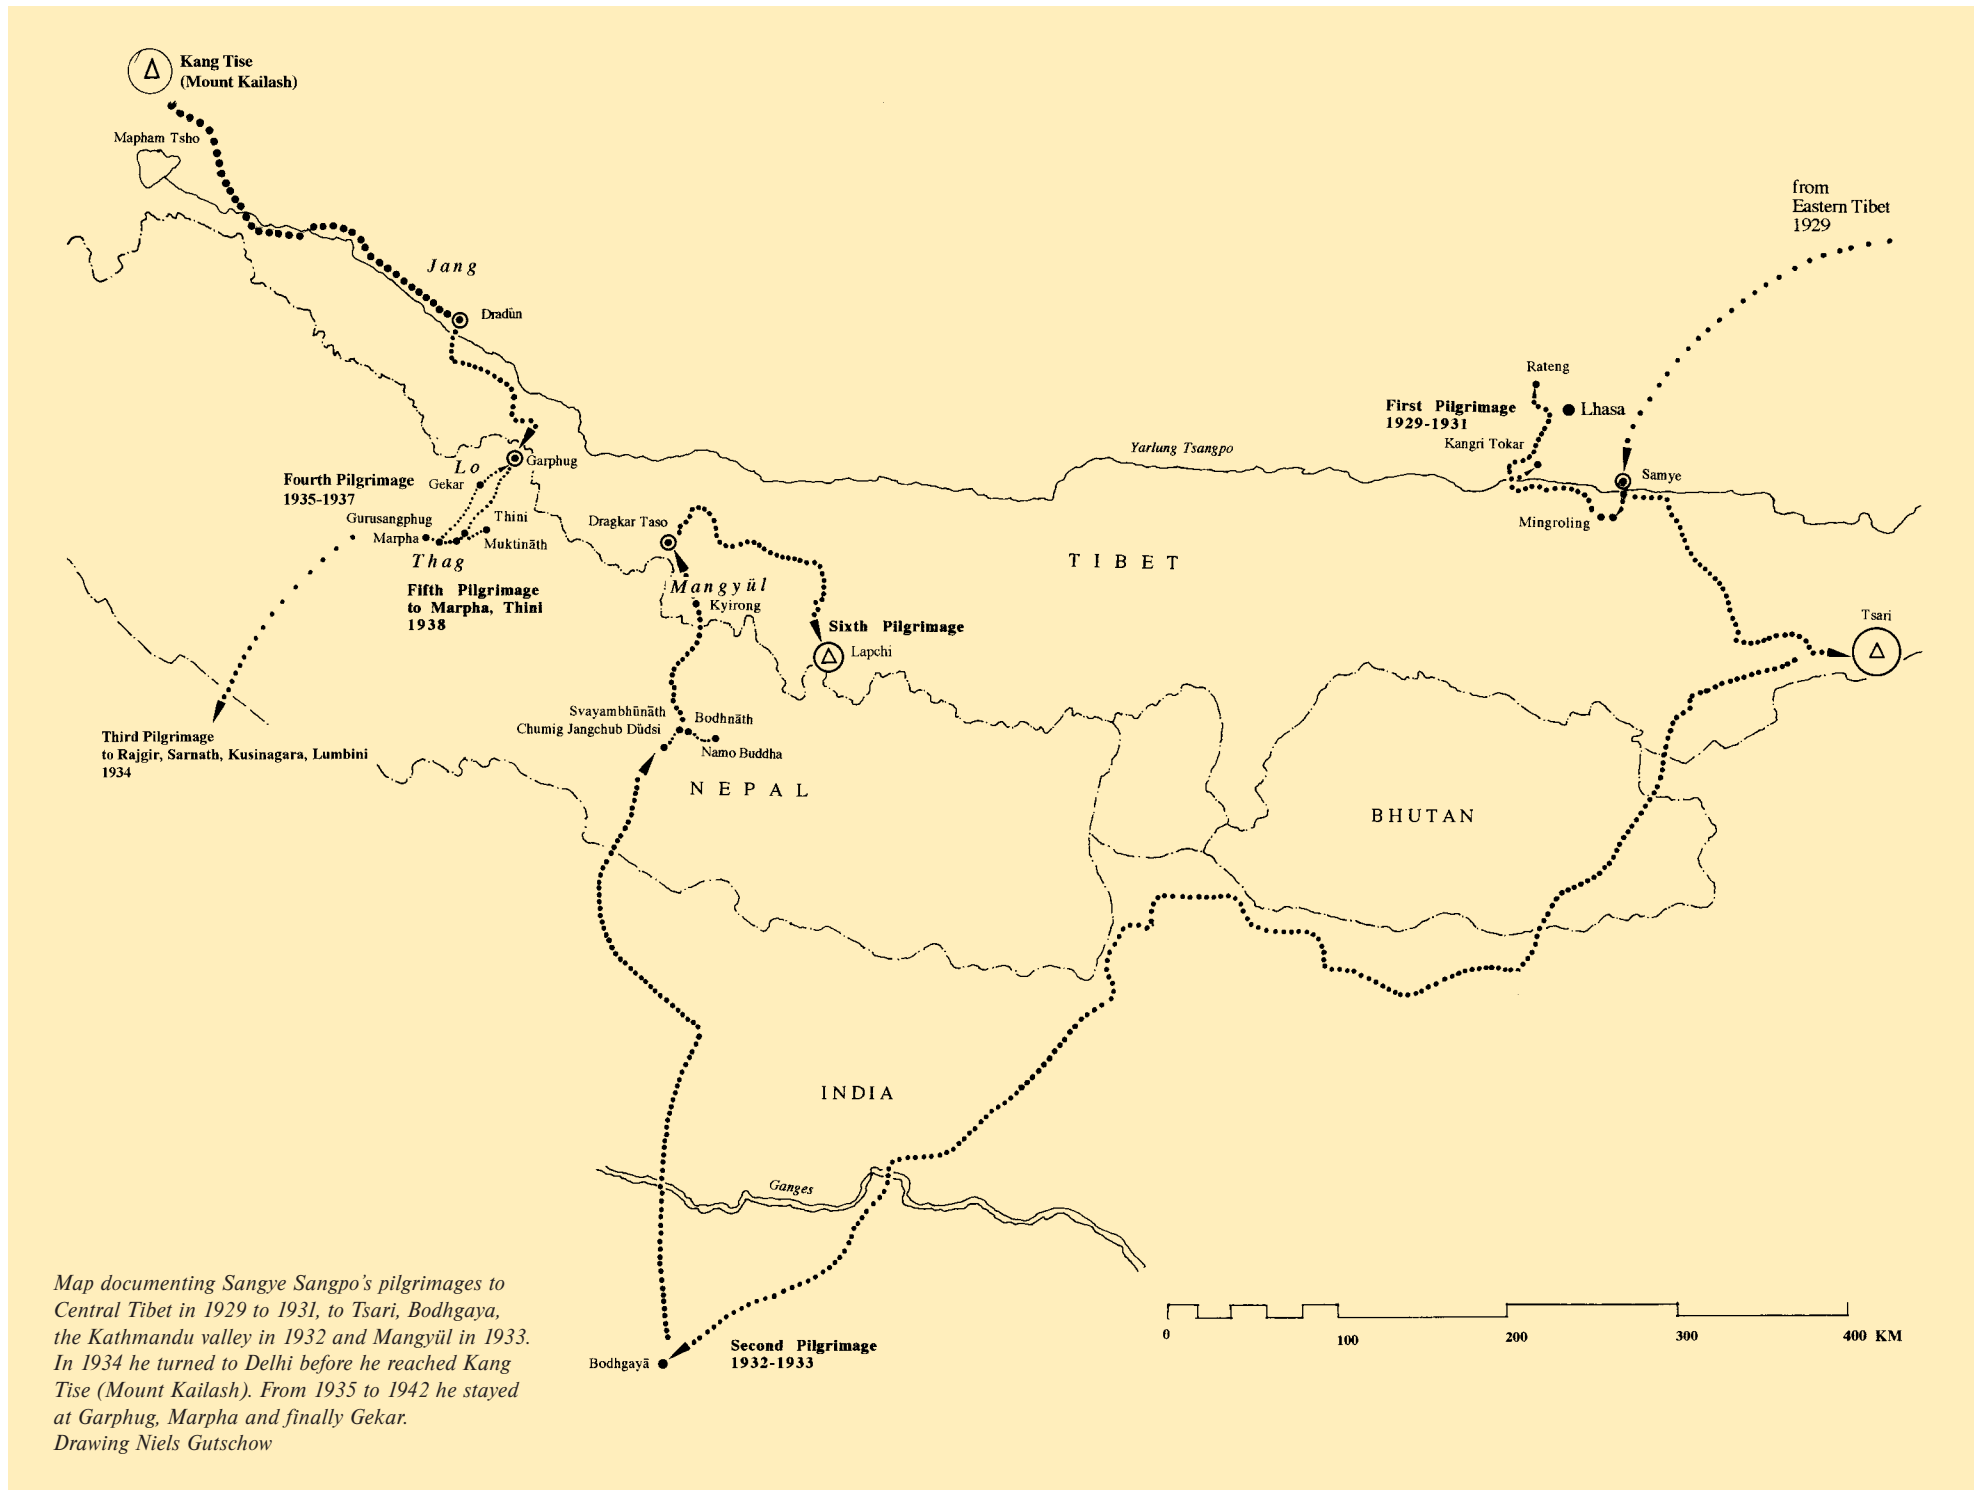 Kang Tise
(Mount Kailash)
Mapham Tsho
from
Eastern Tibet
1929
Jang
Dradün
Rateng
First Pilgrimage
1929-1931
Lhasa
Kangri Tokar
Yarlung Tsangpo
Lo
Garphug
Fourth Pilgrimage
1935-1937
Gekar
Samye
Gurusangphug
Thini
Dragkar Taso
Mingroling
Marpha
Muktināth
Thag
TIBET
Mangyül
Fifth Pilgrimage
to Marpha, Thini
1938
Kyirong
Sixth Pilgrimage
Lapchi
Tsari
Svayambhūnāth
Bodhnāth
Chumig Jangchub Düdsi
Namo Buddha
Third Pilgrimage
to Rajgir, Sarnath, Kusinagara, Lumbini
1934
NEPAL
BHUTAN
INDIA
Ganges
Map documenting Sangye Sangpo's pilgrimages to
Central Tibet in 1929 to 1931, to Tsari, Bodhgaya,
the Kathmandu valley in 1932 and Mangyül in 1933.
In 1934 he turned to Delhi before he reached Kang
Tise (Mount Kailash). From 1935 to 1942 he stayed
at Garphug, Marpha and finally Gekar.
Drawing Niels Gutschow
Second Pilgrimage
1932-1933
Bodhgayā
0 100 200 300 400 KM